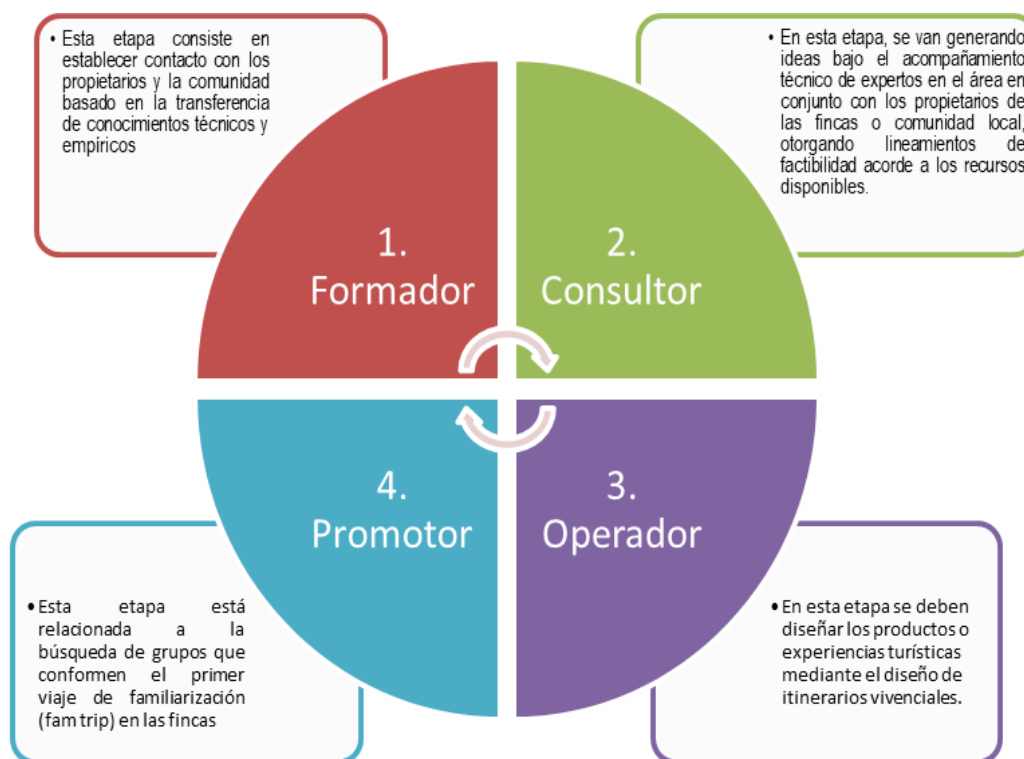 • Esta etapa consiste en
establecer contacto con los
propietarios y la comunidad
basado en la transferencia
de conocimientos técnicos y
empíricos
• En esta etapa, se van generando
ideas bajo el acompañamiento
técnico de expertos en el área en
conjunto con los propietarios de
las fincas o comunidad local,
otorgando lineamientos de
factibilidad acorde a los recursos
disponibles.
1.
Formador
2.
Consultor
4.
Promotor
3.
Operador
• Esta etapa está
relacionada a la
búsqueda de grupos que
conformen el primer
viaje de familiarización
(fam trip) en las fincas
• En esta etapa se deben
diseñar los productos o
experiencias turísticas
mediante el diseño de
itinerarios vivenciales.